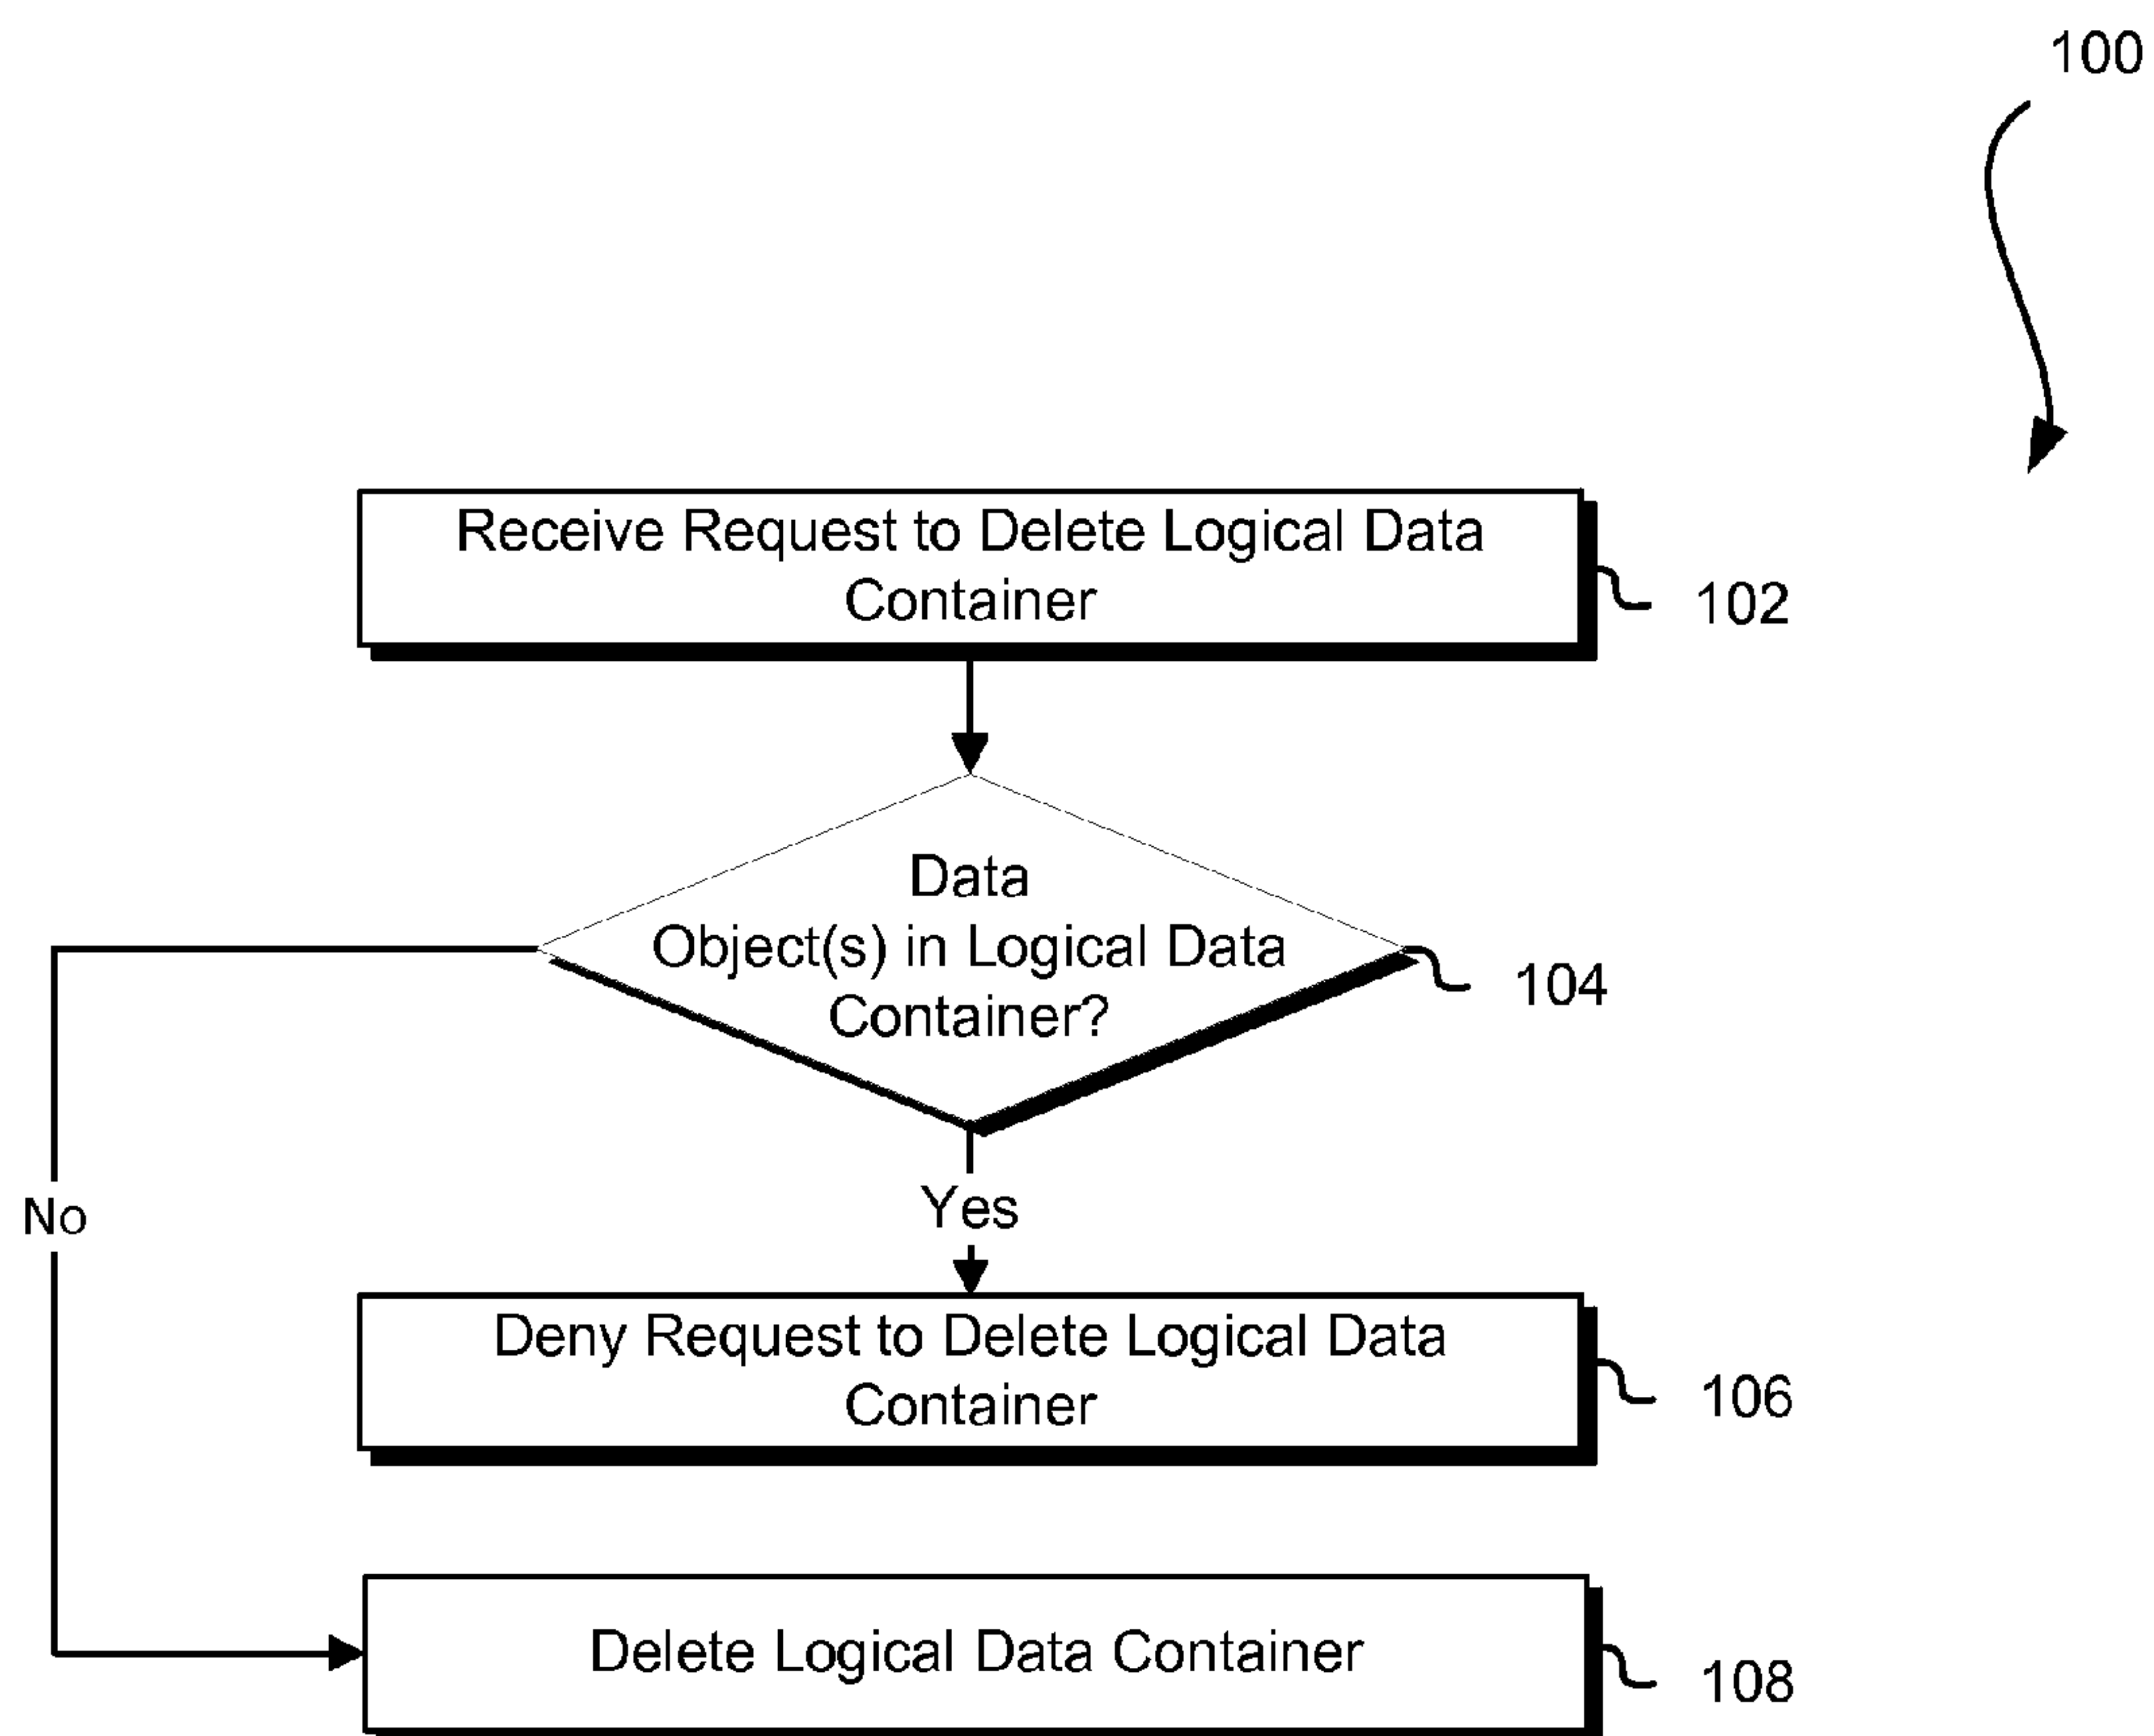 100
Receive Request to Delete Logical Data
Container
102
Data
Object(s) in Logical Data
Container?
104
No
Yes
Deny Request to Delete Logical Data
Container
106
Delete Logical Data Container
108